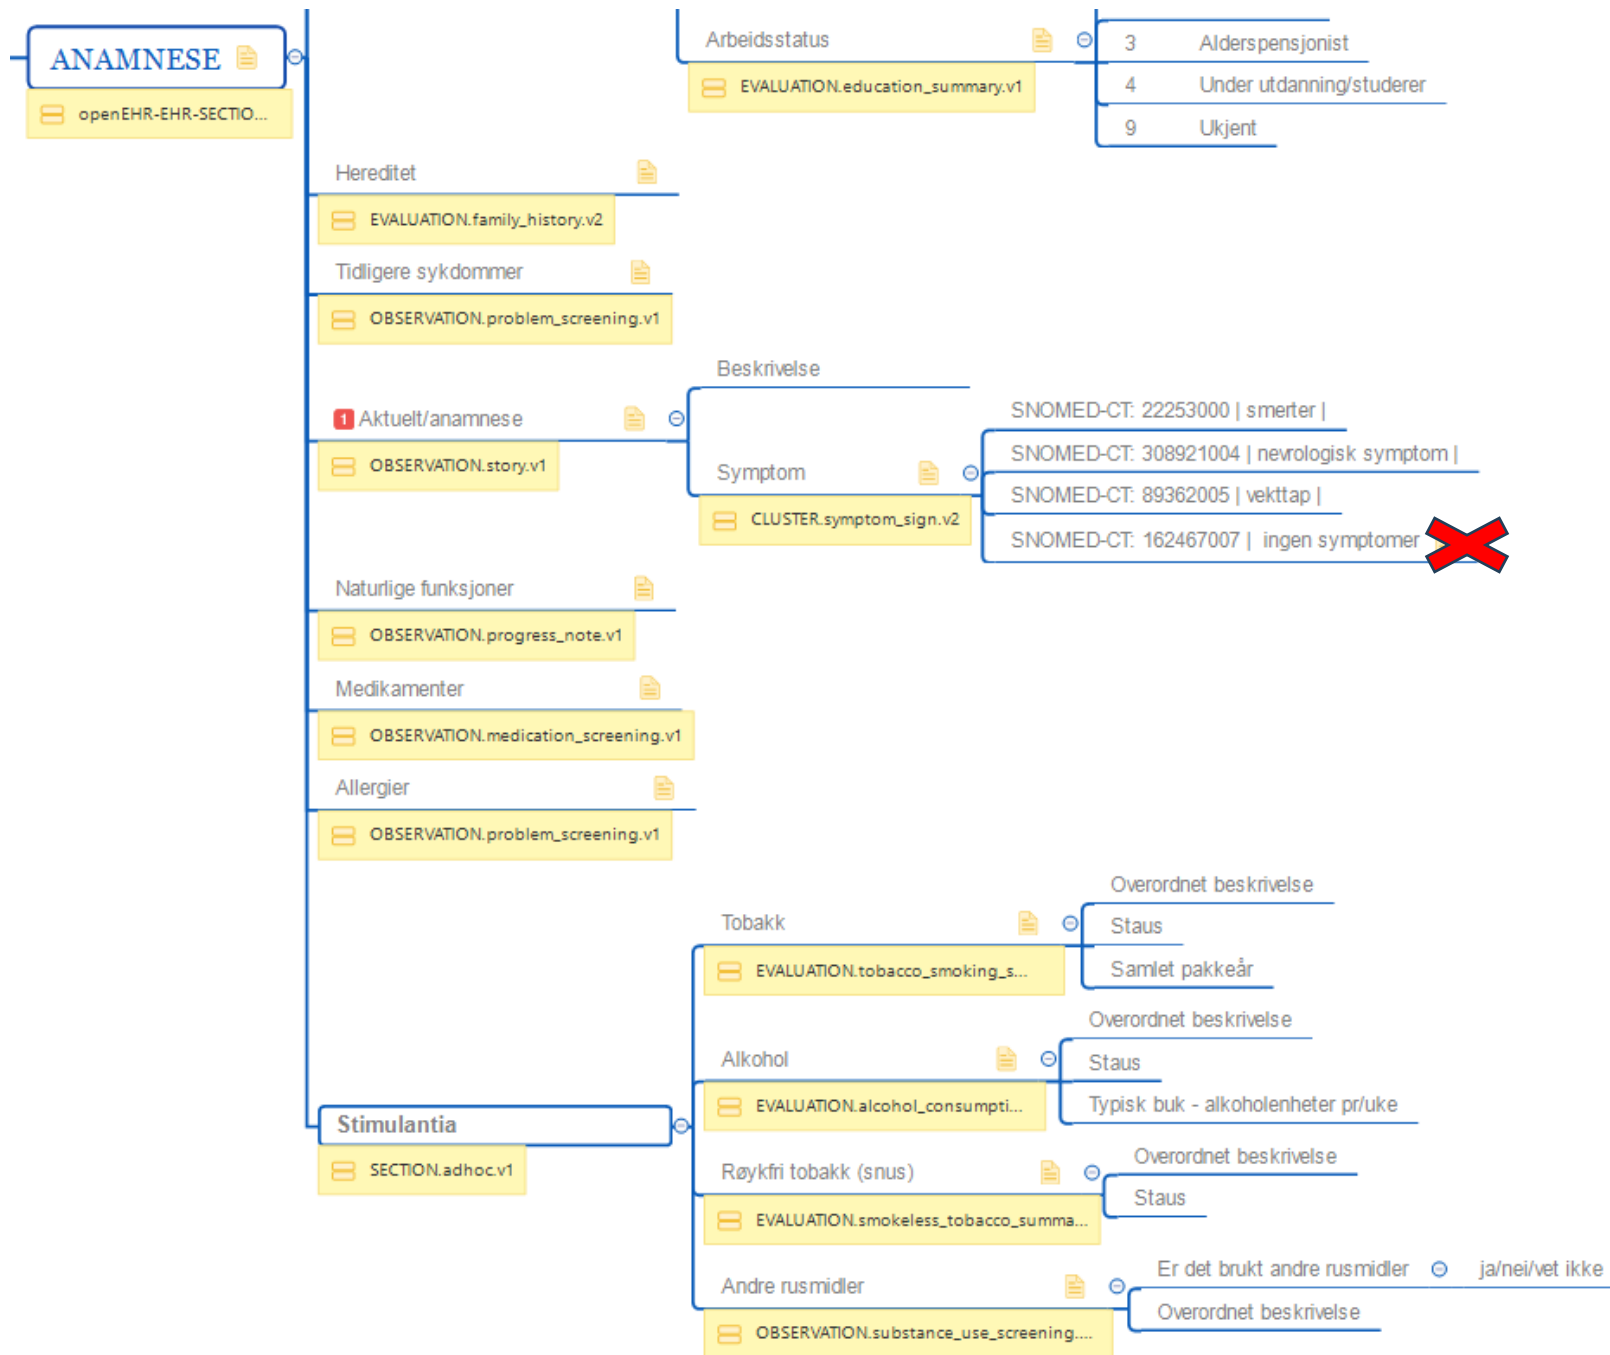 ANAMNESE
openEHR-EHR-SECTIO...
Arbeidsstatus
EVALUATION.education_summary.v1
3 Alderspensjonist
4 Under utdanning/studerer
9 Ukjent
Hereditet
EVALUATION.family_history.v2
Tidligere sykdommer
OBSERVATION.problem_screening.v1
1 Aktuelt/anamnese
OBSERVATION.story.v1
Beskrivelse
Symptom
CLUSTER.symptom_sign.v2
SNOMED-CT: 22253000 | smerter |
SNOMED-CT: 308921004 | nevrologisk symptom |
SNOMED-CT: 89362005 | vekttap |
SNOMED-CT: 162467007 | ingen symptomer
Naturlige funksjoner
OBSERVATION.progress_note.v1
Medikamenter
OBSERVATION.medication_screening.v1
Allergier
OBSERVATION.problem_screening.v1
Stimulantia
SECTION.adhoc.v1
Tobakk
EVALUATION.tobacco_smoking_s...
Overordnet beskrivelse
Staus
Samlet pakkeår
Alkohol
EVALUATION.alcohol_consumpti...
Overordnet beskrivelse
Staus
Typisk buk - alkoholenheter pr/uke
Røykfri tobakk (snus)
EVALUATION.smokeless_tobacco_summa...
Overordnet beskrivelse
Staus
Andre rusmidler
OBSERVATION.substance_use_screening....
Er det brukt andre rusmidler
ja/nei/vet ikke
Overordnet beskrivelse